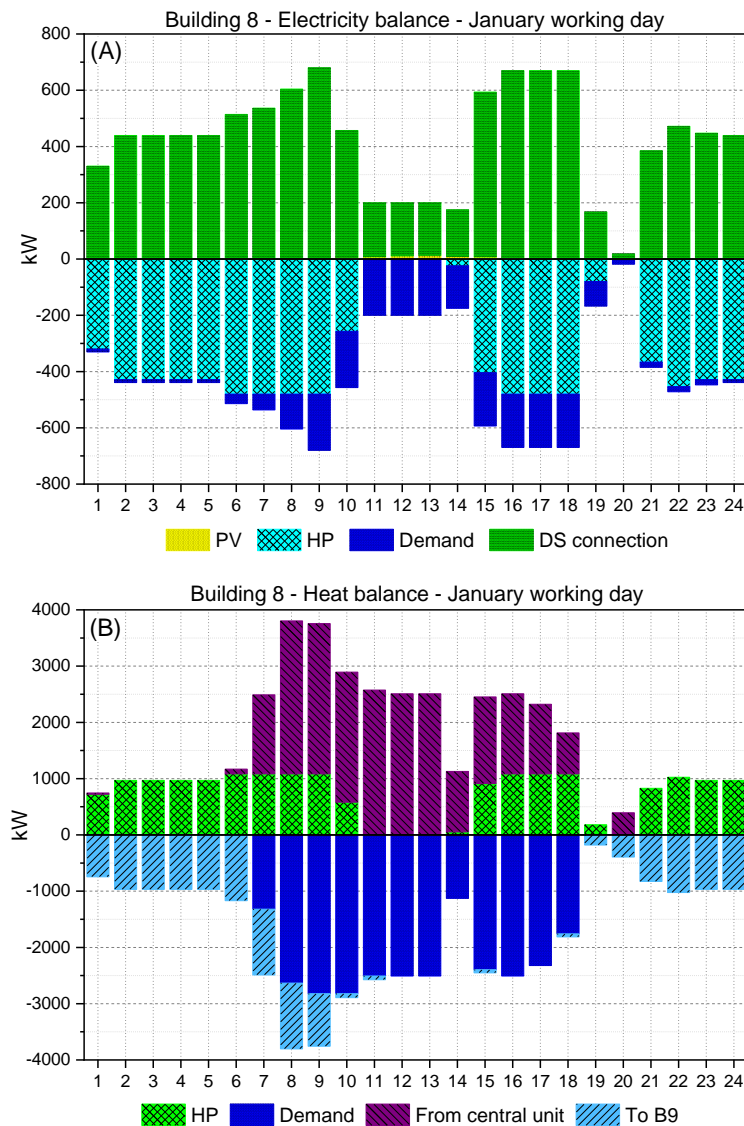 Building 8 - Electricity balance - January working day
(A)
800
600
400
200
0
-200
-400
-600
-800
kW
1 2 3 4 5 6 7 8 9 10 11 12 13 14 15 16 17 18 19 20 21 22 23 24
PV HP Demand DS connection
Building 8 - Heat balance - January working day
(B)
4000
3000
2000
1000
0
-1000
-2000
-3000
-4000
kW
1 2 3 4 5 6 7 8 9 10 11 12 13 14 15 16 17 18 19 20 21 22 23 24
HP Demand From central unit To B9